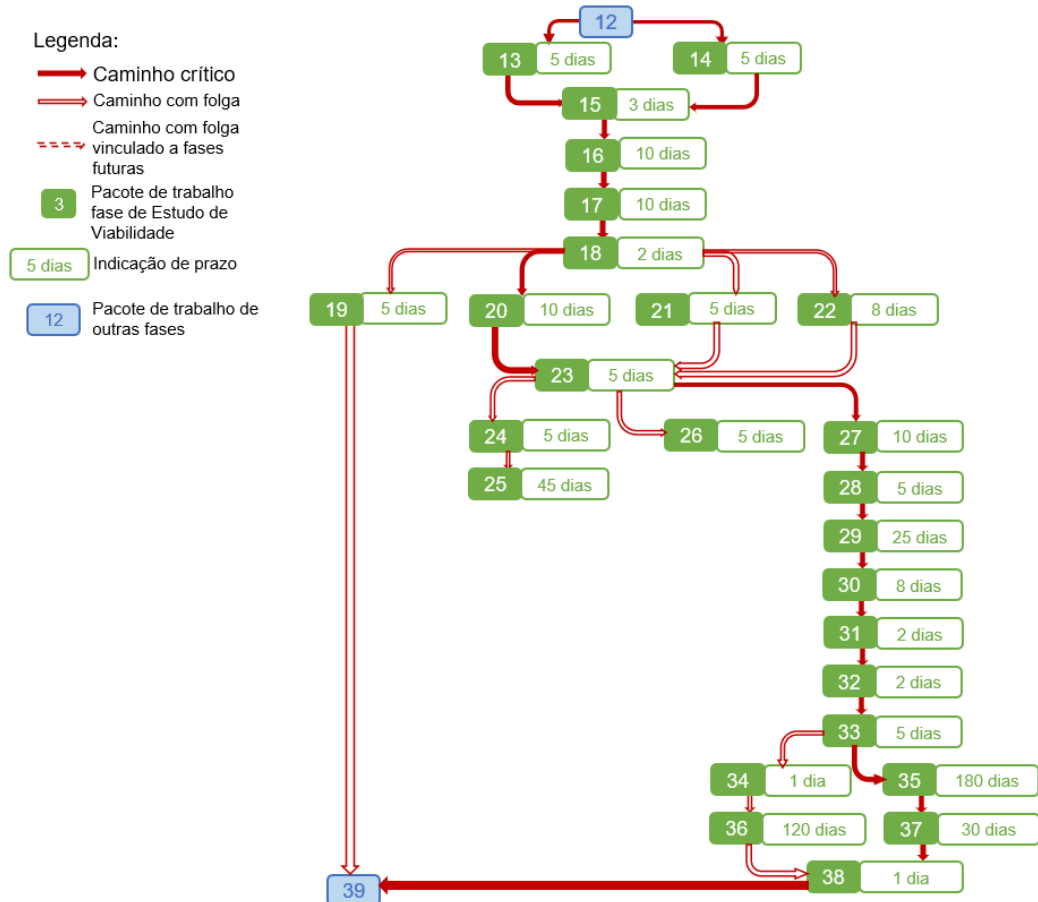 Legenda:
Caminho crítico
Caminho com folga
Caminho com folga
vinculado a fases
futuras
3
Pacote de trabalho
fase de Estudo de
Viabilidade
5 dias
Indicação de prazo
12
Pacote de trabalho de
outras fases
12
13 5 dias
14 5 dias
15 3 dias
16 10 dias
17 10 dias
18 2 dias
19 5 dias
20 10 dias
21 5 dias
22 8 dias
23 5 dias
24 5 dias
26 5 dias
27 10 dias
25 45 dias
28 5 dias
29 25 dias
30 8 dias
31 2 dias
32 2 dias
33 5 dias
34 1 dia
35 180 dias
36 120 dias
37 30 dias
38 1 dia
39